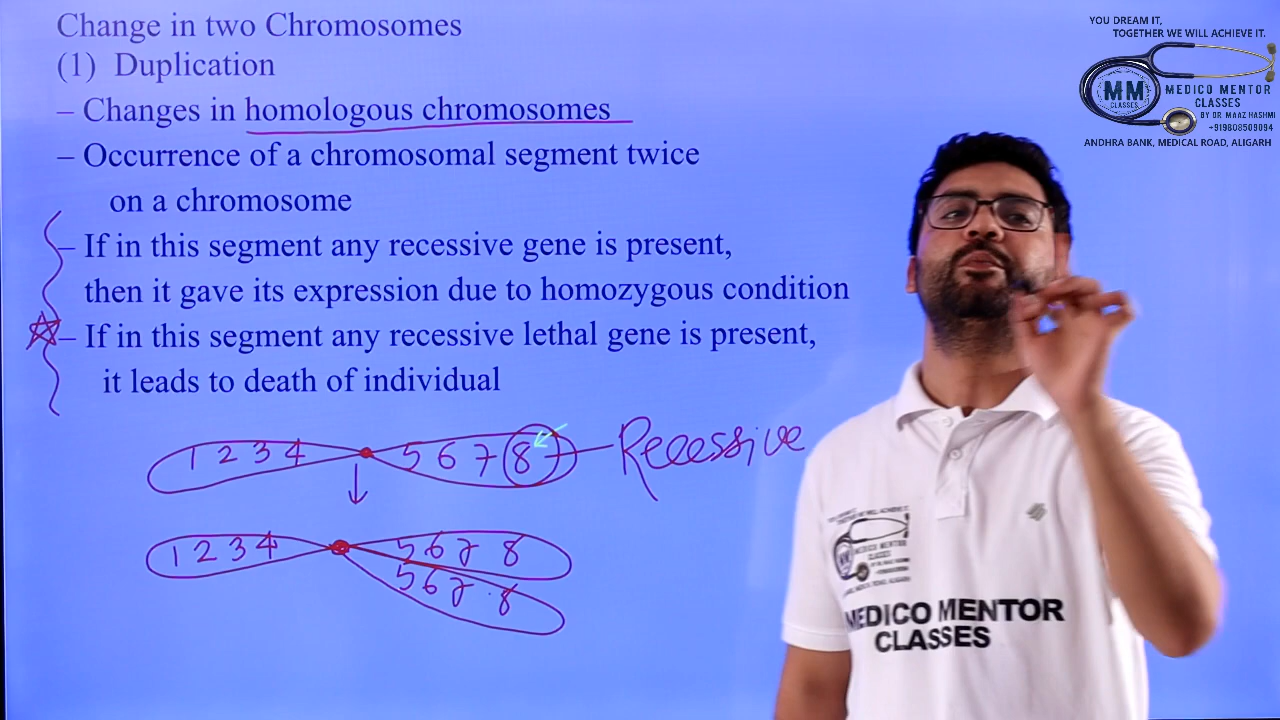 Change in two Chromosomes
(1) Duplication
– Changes in homologous chromosomes
– Occurrence of a chromosomal segment twice
on a chromosome
– If in this segment any recessive gene is present,
then it gave its expression due to homozygous condition
– If in this segment any recessive lethal gene is present,
it leads to death of individual
1 2 3 4 5 6 7 8 Recessive
1 2 3 4 5 6 7 8
5 6 7 8
YOU DREAM IT,
TOGETHER WE WILL ACHIEVE IT.
MM
CLASSES
MEDICO MENTOR
CLASSES
BY DR MAAZ HASHMI
+919808509094
ANDHRA BANK, MEDICAL ROAD, ALIGARH
MM
MEDICO MENTOR
CLASSES